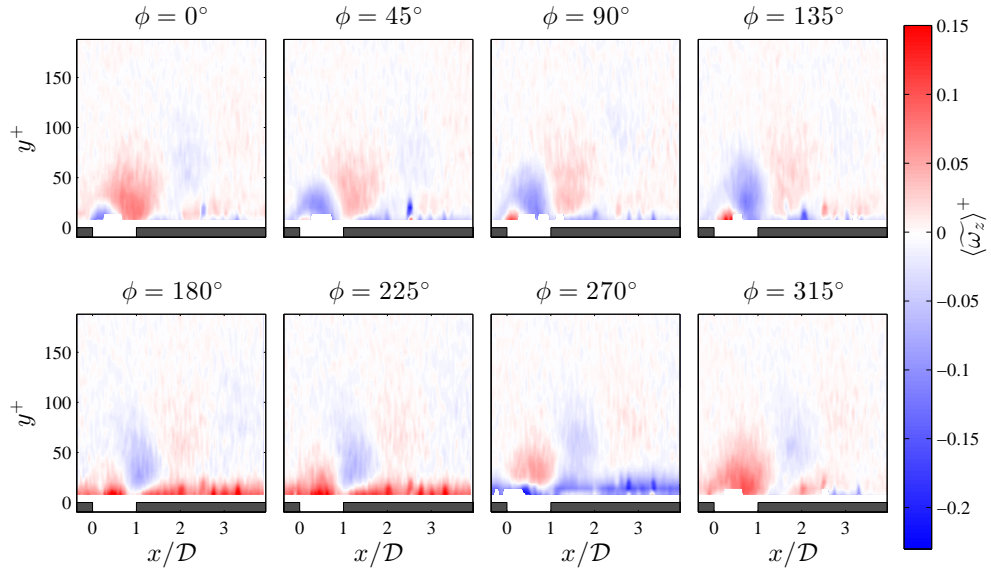 ϕ = 0° ϕ = 45° ϕ = 90° ϕ = 135°
150
100
50
0
y⁺
ϕ = 180° ϕ = 225° ϕ = 270° ϕ = 315°
150
100
50
0
y⁺
0 1 2 3 0 1 2 3 0 1 2 3 0 1 2 3
x/𝒟 x/𝒟 x/𝒟 x/𝒟
0.15
0.1
0.05
0
−0.05
−0.1
−0.15
−0.2
⟨ω̃_z⟩⁺